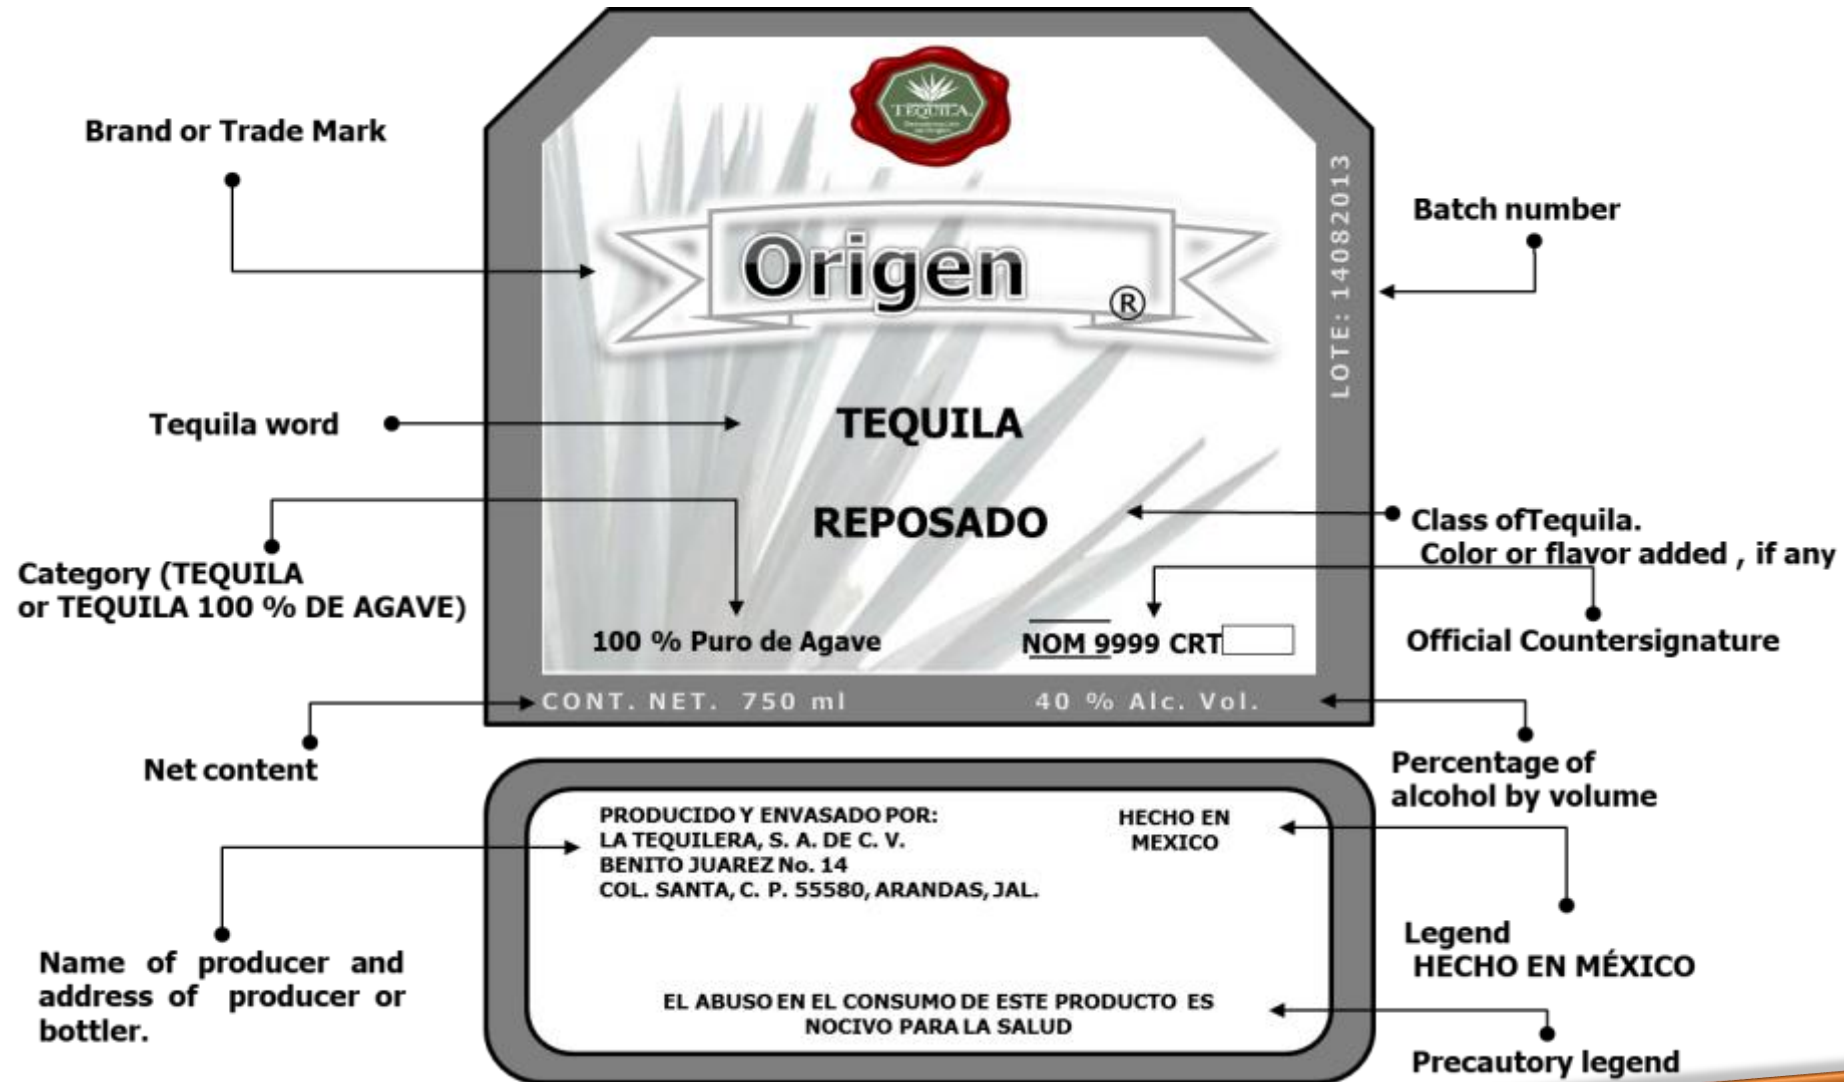 TEQUILA
Brand or Trade Mark
Origen ®
LOTE: 14082013
Batch number
Tequila word
TEQUILA
REPOSADO
Class ofTequila.
Color or flavor added , if any
Category (TEQUILA
or TEQUILA 100 % DE AGAVE)
100 % Puro de Agave
NOM 9999 CRT
Official Countersignature
CONT. NET. 750 ml
40 % Alc. Vol.
Net content
Percentage of
alcohol by volume
PRODUCIDO Y ENVASADO POR:
LA TEQUILERA, S. A. DE C. V.
BENITO JUAREZ No. 14
COL. SANTA, C. P. 55580, ARANDAS, JAL.
HECHO EN
MEXICO
Name of producer and
address of producer or
bottler.
Legend
HECHO EN MÉXICO
EL ABUSO EN EL CONSUMO DE ESTE PRODUCTO ES
NOCIVO PARA LA SALUD
Precautory legend